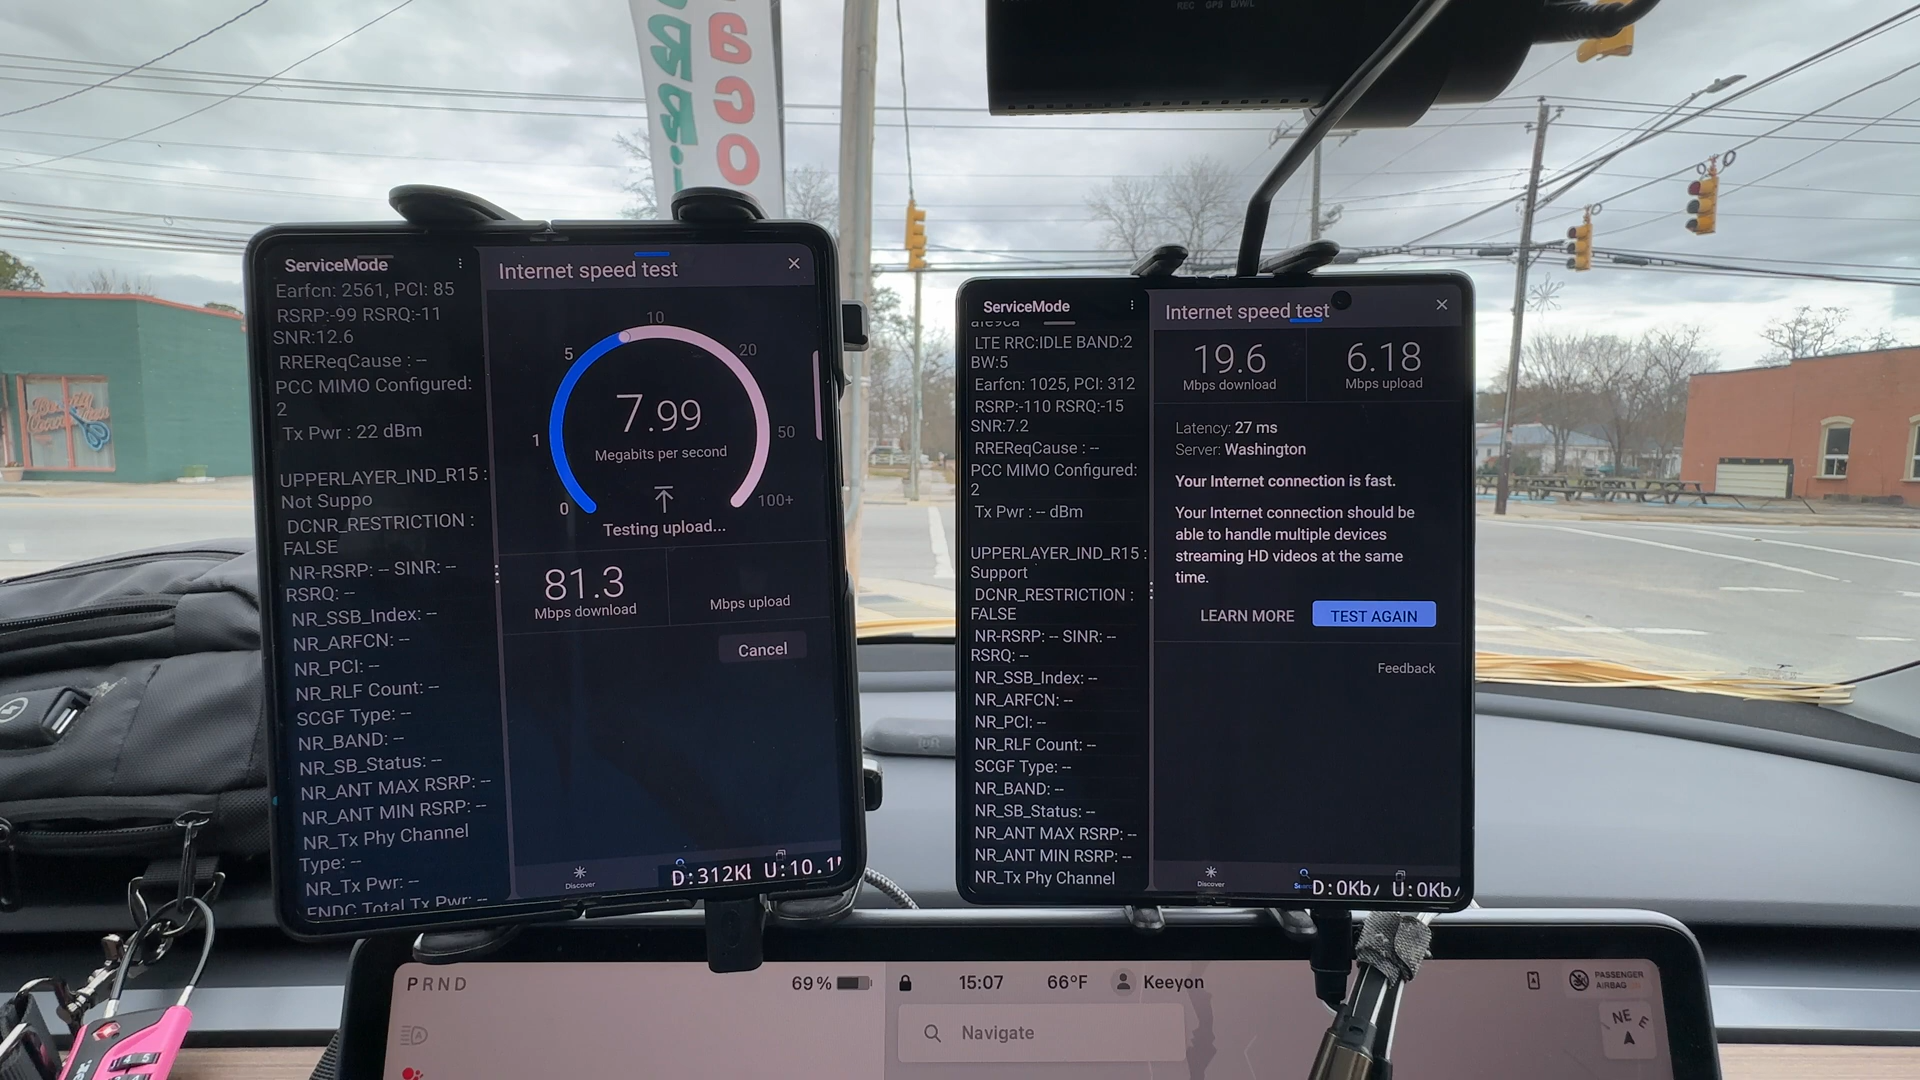 REC GPS B/W/L
TACO
ServiceMode
Earfcn: 2561, PCI: 85
RSRP:-99 RSRQ:-11
SNR:12.6
RREReqCause : --
PCC MIMO Configured:
2
Tx Pwr : 22 dBm
UPPERLAYER_IND_R15 :
Not Suppo
DCNR_RESTRICTION :
FALSE
NR-RSRP: -- SINR: --
RSRQ: --
NR_SSB_Index: --
NR_ARFCN: --
NR_PCI: --
NR_RLF Count: --
SCGF Type: --
NR_BAND: --
NR_SB_Status: --
NR_ANT MAX RSRP: --
NR_ANT MIN RSRP: --
NR_Tx Phy Channel
Type: --
NR_Tx Pwr: --
ENDC Total Tx Pwr: --
Internet speed test
0
1
5
10
20
50
100+
7.99
Megabits per second
Testing upload...
81.3
Mbps download
Mbps upload
Cancel
Discover
D:312K
U:10.1
ServiceMode
afe9ca
LTE RRC:IDLE BAND:2
BW:5
Earfcn: 1025, PCI: 312
RSRP:-110 RSRQ:-15
SNR:7.2
RREReqCause : --
PCC MIMO Configured:
2
Tx Pwr : -- dBm
UPPERLAYER_IND_R15 :
Support
DCNR_RESTRICTION :
FALSE
NR-RSRP: -- SINR: --
RSRQ: --
NR_SSB_Index: --
NR_ARFCN: --
NR_PCI: --
NR_RLF Count: --
SCGF Type: --
NR_BAND: --
NR_SB_Status: --
NR_ANT MAX RSRP: --
NR_ANT MIN RSRP: --
NR_Tx Phy Channel
Internet speed test
19.6
Mbps download
6.18
Mbps upload
Latency: 27 ms
Server: Washington
Your Internet connection is fast.
Your Internet connection should be
able to handle multiple devices
streaming HD videos at the same
time.
LEARN MORE
TEST AGAIN
Feedback
Discover
D:0Kb/
U:0Kb/
PRND
69%
15:07
66°F
Keeyon
PASSENGER
AIRBAG
Navigate
NE E